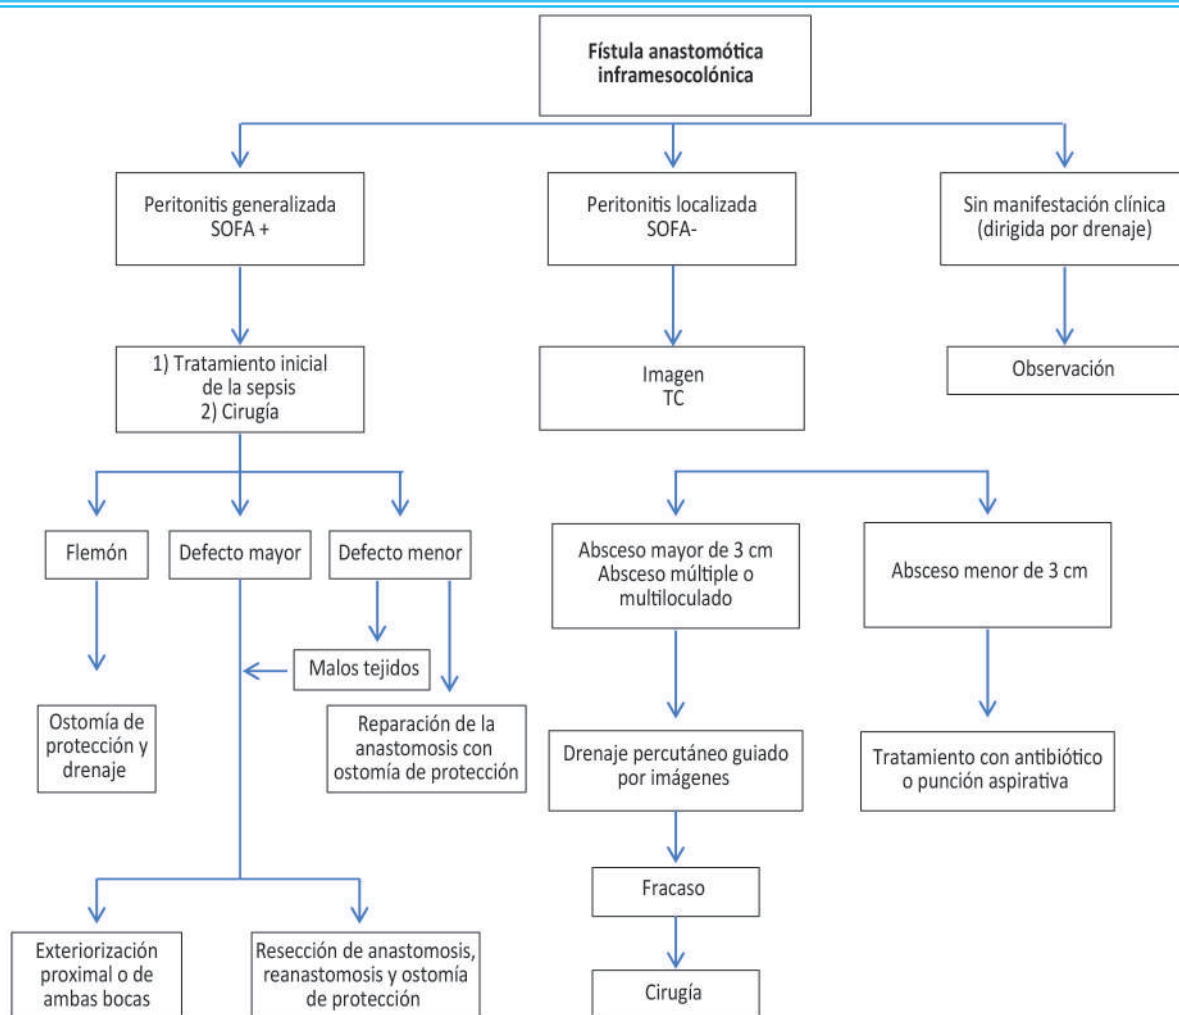 Fístula anastomótica
inframesocolónica
Peritonitis generalizada
SOFA +
Peritonitis localizada
SOFA-
Sin manifestación clínica
(dirigida por drenaje)
1) Tratamiento inicial
de la sepsis
2) Cirugía
Imagen
TC
Observación
Flemón
Defecto mayor
Defecto menor
Absceso mayor de 3 cm
Absceso múltiple o
multiloculado
Absceso menor de 3 cm
Malos tejidos
Ostomía de
protección y
drenaje
Reparación de la
anastomosis con
ostomía de protección
Drenaje percutáneo guiado
por imágenes
Tratamiento con antibiótico
o punción aspirativa
Fracaso
Exteriorización
proximal o de
ambas bocas
Resección de anastomosis,
reanastomosis y ostomía
de protección
Cirugía